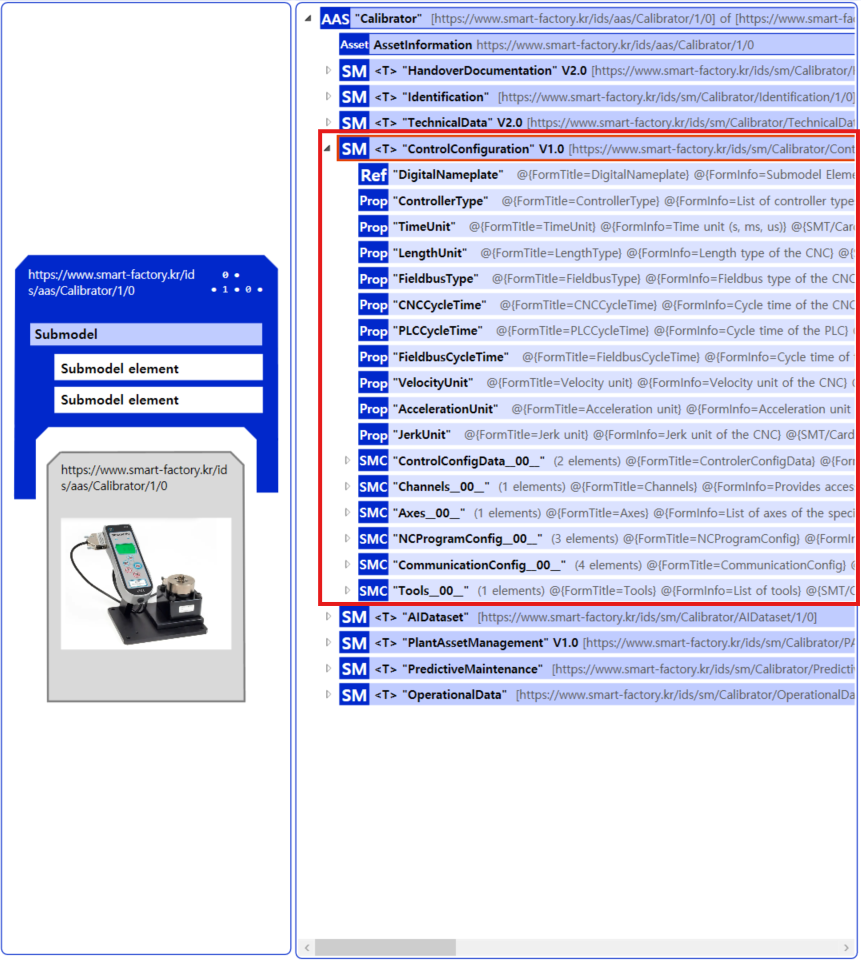 https://www.smart-factory.kr/id
s/aas/Calibrator/1/0
0
1 0
Submodel
Submodel element
Submodel element
https://www.smart-factory.kr/id
s/aas/Calibrator/1/0
AAS "Calibrator" [https://www.smart-factory.kr/ids/aas/Calibrator/1/0] of [https://www.smart-fa
Asset AssetInformation https://www.smart-factory.kr/ids/aas/Calibrator/1/0
SM <T> "HandoverDocumentation" V2.0 [https://www.smart-factory.kr/ids/sm/Calibrator/
SM <T> "Identification" [https://www.smart-factory.kr/ids/sm/Calibrator/Identification/1/0]
SM <T> "TechnicalData" V2.0 [https://www.smart-factory.kr/ids/sm/Calibrator/TechnicalDat
SM <T> "ControlConfiguration" V1.0 [https://www.smart-factory.kr/ids/sm/Calibrator/Cont
Ref "DigitalNameplate" @{FormTitle=DigitalNameplate} @{FormInfo=Submodel Eleme
Prop "ControllerType" @{FormTitle=ControllerType} @{FormInfo=List of controller type
Prop "TimeUnit" @{FormTitle=TimeUnit} @{FormInfo=Time unit (s, ms, us)} @{SMT/Card
Prop "LengthUnit" @{FormTitle=LengthType} @{FormInfo=Length type of the CNC} @
Prop "FieldbusType" @{FormTitle=FieldbusType} @{FormInfo=Fieldbus type of the CNC
Prop "CNCCycleTime" @{FormTitle=CNCCycleTime} @{FormInfo=Cycle time of the CNC
Prop "PLCCycleTime" @{FormTitle=PLCCycleTime} @{FormInfo=Cycle time of the PLC} @
Prop "FieldbusCycleTime" @{FormTitle=FieldbusCycleTime} @{FormInfo=Cycle time of
Prop "VelocityUnit" @{FormTitle=Velocity unit} @{FormInfo=Velocity unit of the CNC} @
Prop "AccelerationUnit" @{FormTitle=Acceleration unit} @{FormInfo=Acceleration unit
Prop "JerkUnit" @{FormTitle=Jerk unit} @{FormInfo=Jerk unit of the CNC} @{SMT/Card
SMC "ControlConfigData__00__" (2 elements) @{FormTitle=ControlerConfigData} @{For
SMC "Channels__00__" (1 elements) @{FormTitle=Channels} @{FormInfo=Provides acces
SMC "Axes__00__" (1 elements) @{FormTitle=Axes} @{FormInfo=List of axes of the speci
SMC "NCProgramConfig__00__" (3 elements) @{FormTitle=NCProgramConfig} @{FormIr
SMC "CommunicationConfig__00__" (4 elements) @{FormTitle=CommunicationConfig} @
SMC "Tools__00__" (1 elements) @{FormTitle=Tools} @{FormInfo=List of tools} @{SMT/C
SM <T> "AIDataset" [https://www.smart-factory.kr/ids/sm/Calibrator/AIDataset/1/0]
SM <T> "PlantAssetManagement" V1.0 [https://www.smart-factory.kr/ids/sm/Calibrator/PA
SM <T> "PredictiveMaintenance" [https://www.smart-factory.kr/ids/sm/Calibrator/Predictiv
SM <T> "OperationalData" [https://www.smart-factory.kr/ids/sm/Calibrator/OperationalDa